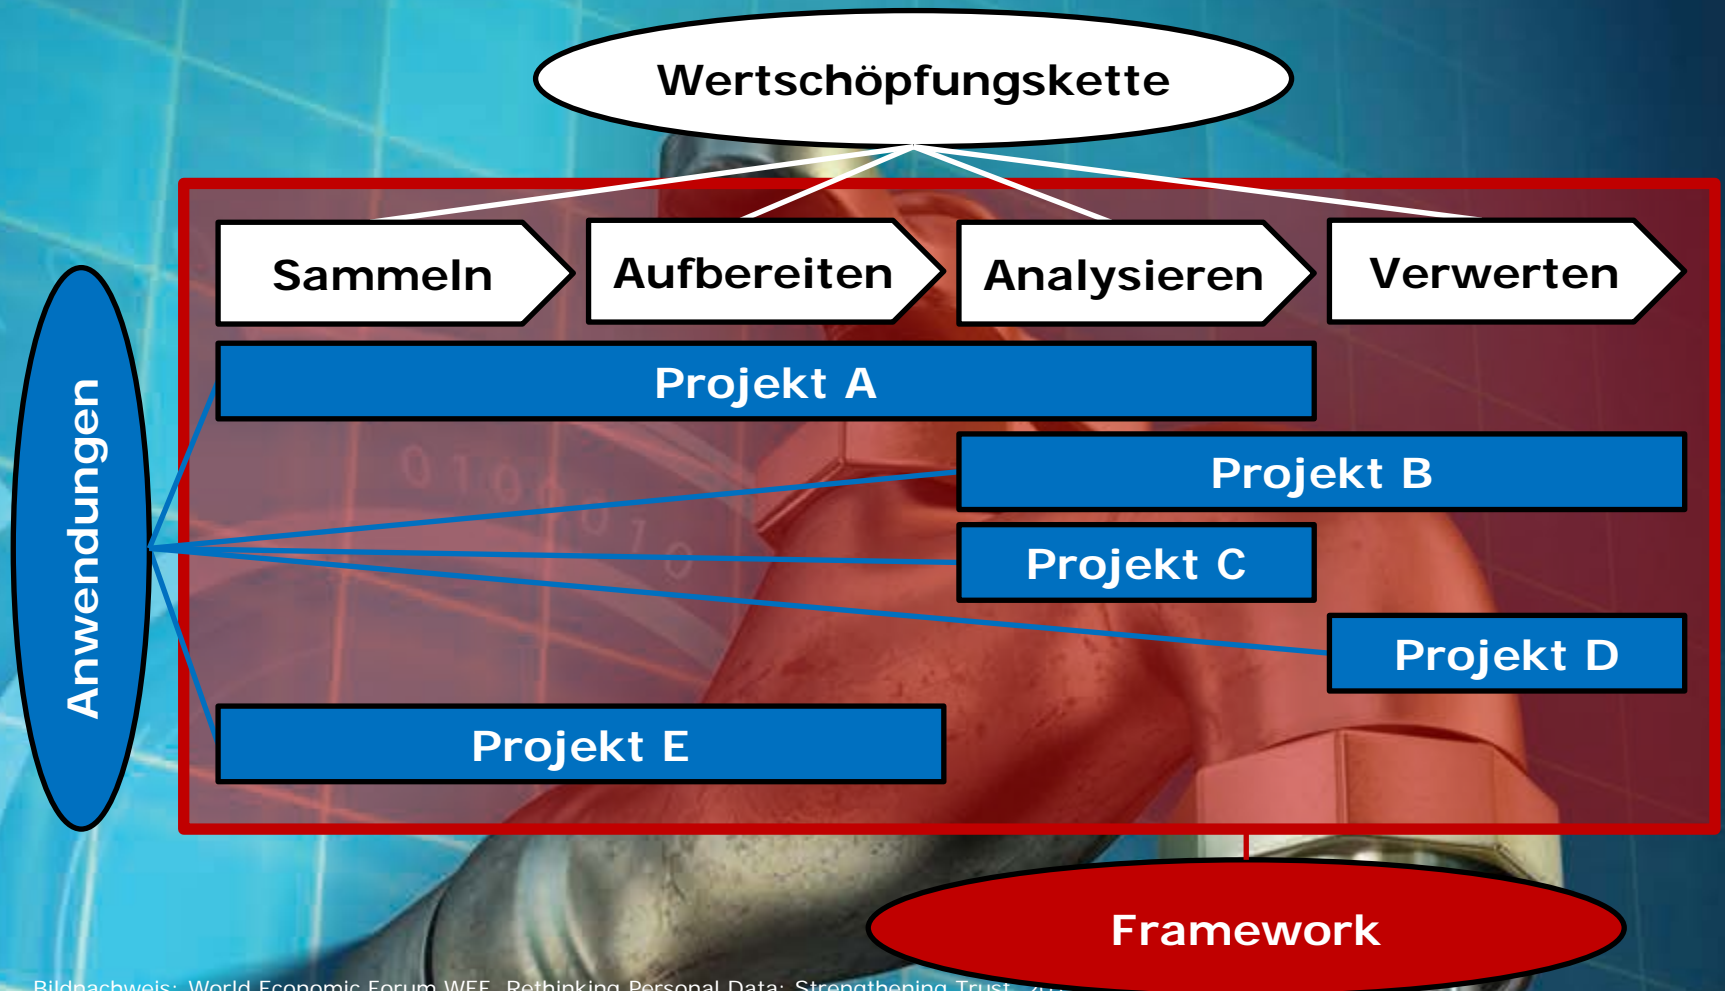 Wertschöpfungskette
Sammeln
Aufbereiten
Analysieren
Verwerten
Anwendungen
Projekt A
Projekt B
Projekt C
Projekt D
Projekt E
Framework
Bildnachweis: World Economic Forum WEF, Rethinking Personal Data: Strengthening Trust,